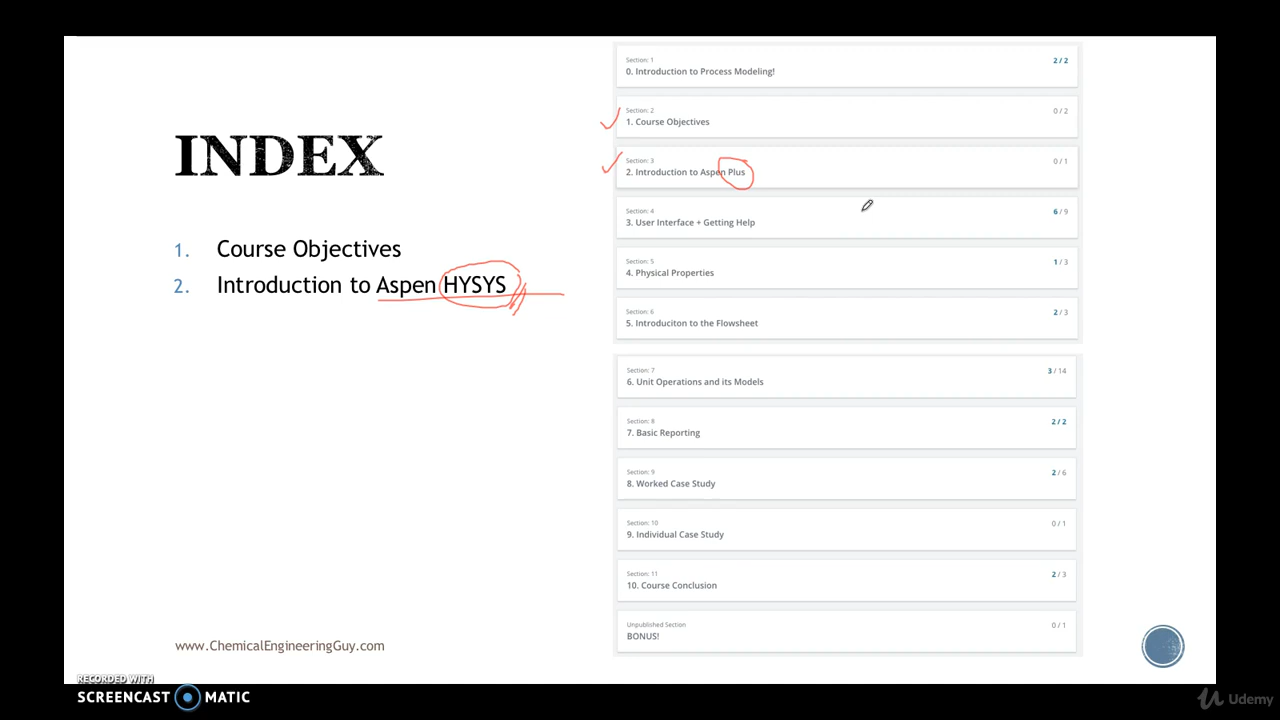 INDEX
1. Course Objectives
2. Introduction to Aspen HYSYS
www.ChemicalEngineeringGuy.com
Section: 1
0. Introduction to Process Modeling!
2 / 2
Section: 2
1. Course Objectives
0 / 2
Section: 3
2. Introduction to Aspen Plus
0 / 1
Section: 4
3. User Interface + Getting Help
6 / 9
Section: 5
4. Physical Properties
1 / 3
Section: 6
5. Introduciton to the Flowsheet
2 / 3
Section: 7
6. Unit Operations and its Models
3 / 14
Section: 8
7. Basic Reporting
2 / 2
Section: 9
8. Worked Case Study
2 / 6
Section: 10
9. Individual Case Study
0 / 1
Section: 11
10. Course Conclusion
2 / 3
Unpublished Section
BONUS!
0 / 1
RECORDED WITH
SCREENCAST MATIC
Udemy